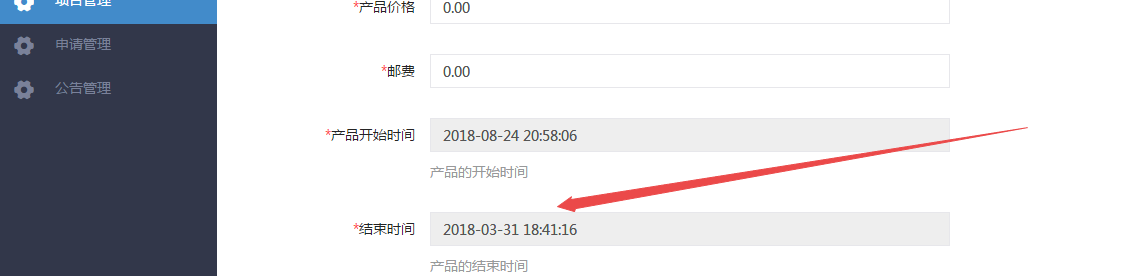 项目管理
申请管理
公告管理
*产品价格 0.00
*邮费 0.00
*产品开始时间 2018-08-24 20:58:06
产品的开始时间
*结束时间 2018-03-31 18:41:16
产品的结束时间